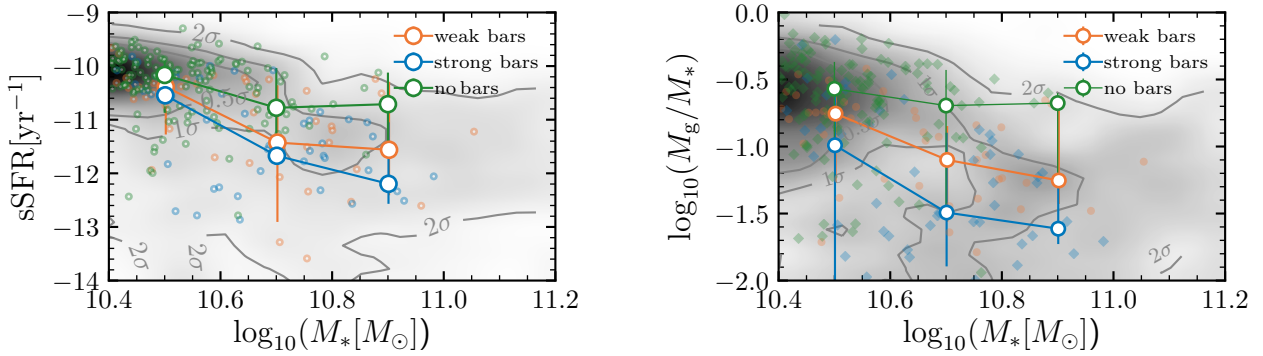 sSFR[yr⁻¹]
−9
−10
−11
−12
−13
−14
2σ
0.5σ
1σ
2σ
2σ
2σ
weak bars
strong bars
no bars
10.4 10.6 10.8 11.0 11.2
log₁₀(M*[M⊙])
log₁₀(Mg/M*)
0.0
−0.5
−1.0
−1.5
−2.0
2σ
1σ
2σ
weak bars
strong bars
no bars
10.4 10.6 10.8 11.0 11.2
log₁₀(M*[M⊙])